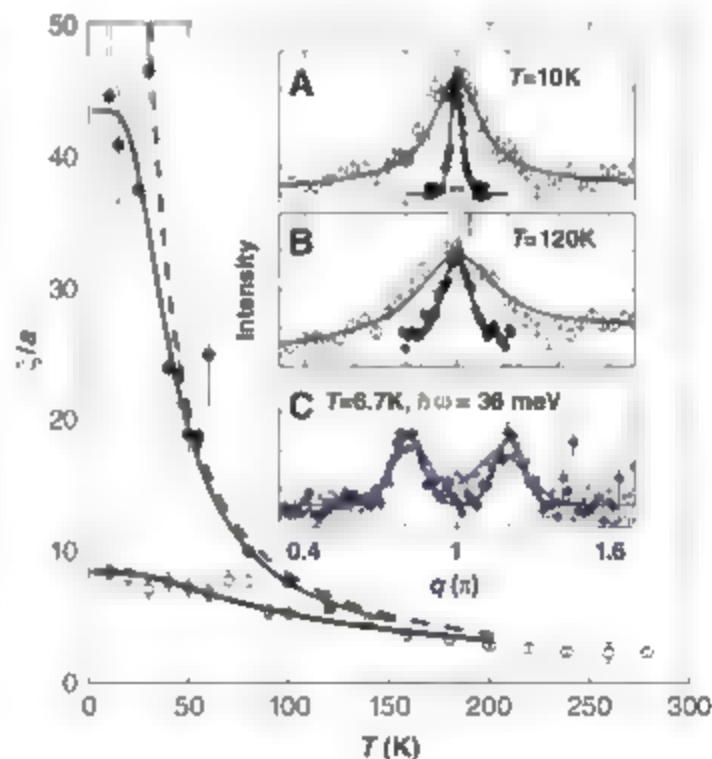 50
40
30
20
10
0
ξ/a
0 50 100 150 200 250 300
T (K)
Intensity
A T=10K
B T=120K
C T=6.7K, ħω = 36 meV
0.4 1 1.6
q (π)